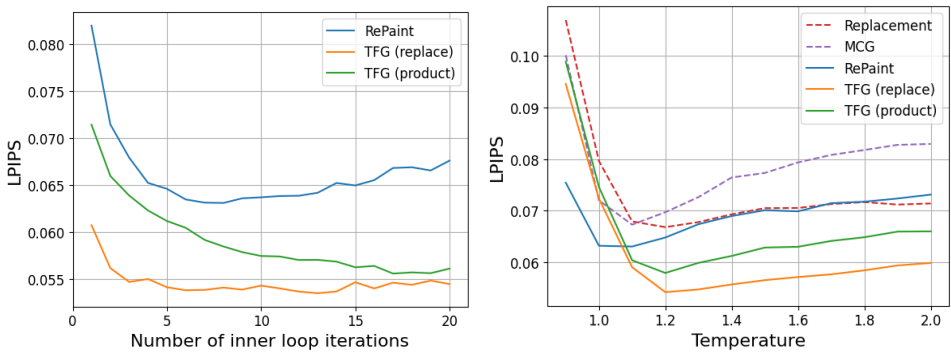 0.080
0.075
0.070
0.065
0.060
0.055
LPIPS
0
5
10
15
20
Number of inner loop iterations
RePaint
TFG (replace)
TFG (product)
0.10
0.09
0.08
0.07
0.06
LPIPS
1.0
1.2
1.4
1.6
1.8
2.0
Temperature
Replacement
MCG
RePaint
TFG (replace)
TFG (product)